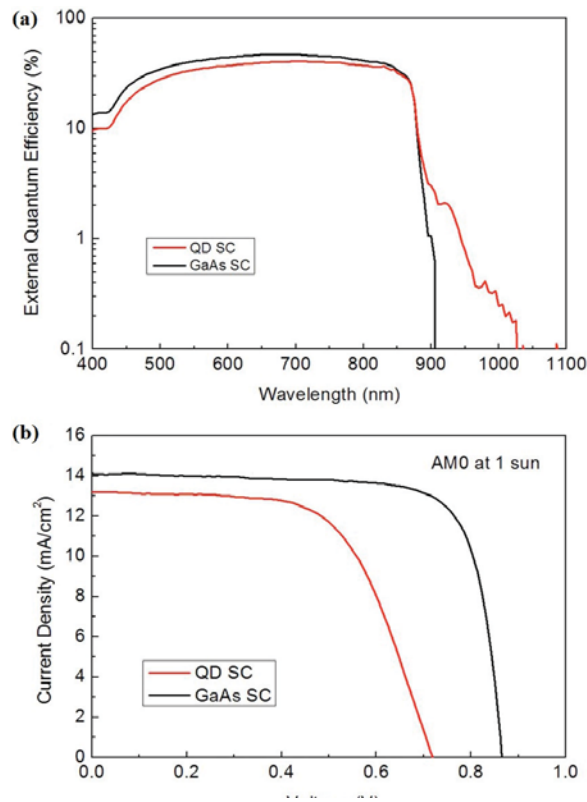 (a)
100
10
1
0.1
External Quantum Efficiency (%)
QD SC
GaAs SC
400 500 600 700 800 900 1000 1100
Wavelength (nm)
(b)
16
14
12
10
8
6
4
2
0
Current Density (mA/cm²)
AM0 at 1 sun
QD SC
GaAs SC
0.0 0.2 0.4 0.6 0.8 1.0